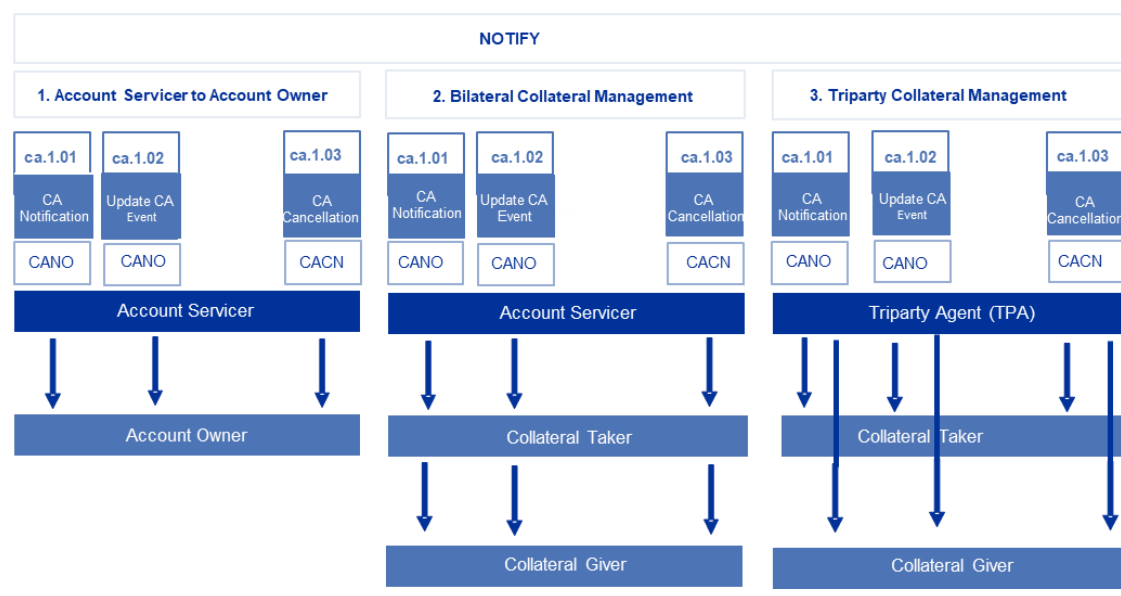 NOTIFY
1. Account Servicer to Account Owner
2. Bilateral Collateral Management
3. Triparty Collateral Management
ca.1.01
ca.1.02
ca.1.03
ca.1.01
ca.1.02
ca.1.03
ca.1.01
ca.1.02
ca.1.03
CA
Notification
Update CA
Event
CA
Cancellation
CA
Notification
Update CA
Event
CA
Cancellation
CA
Notification
Update CA
Event
CA
Cancellation
CANO
CANO
CACN
CANO
CANO
CACN
CANO
CANO
CACN
Account Servicer
Account Servicer
Triparty Agent (TPA)
Account Owner
Collateral Taker
Collateral Taker
Collateral Giver
Collateral Giver